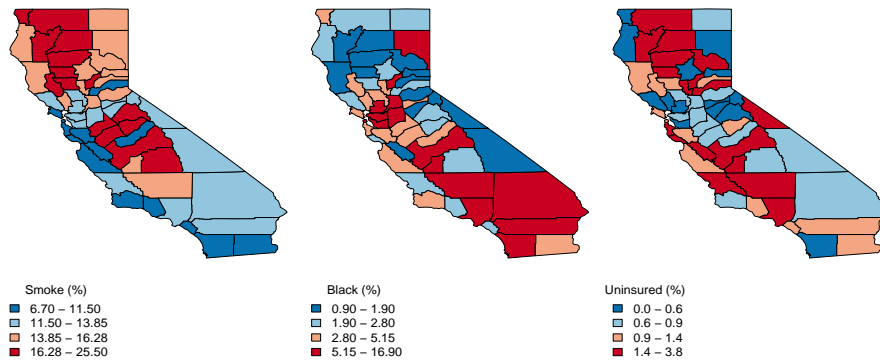 Smoke (%)
6.70 – 11.50
11.50 – 13.85
13.85 – 16.28
16.28 – 25.50
Black (%)
0.90 – 1.90
1.90 – 2.80
2.80 – 5.15
5.15 – 16.90
Uninsured (%)
0.0 – 0.6
0.6 – 0.9
0.9 – 1.4
1.4 – 3.8